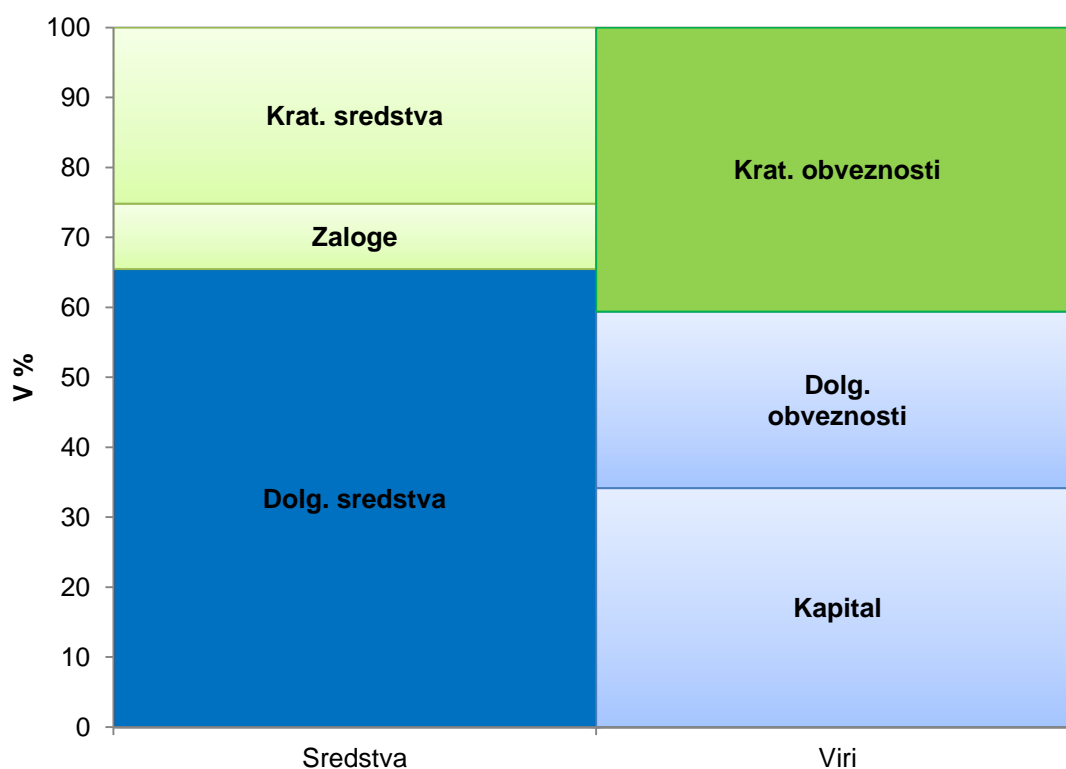 100
90
80
70
60
50
40
30
20
10
0
V %
Krat. sredstva
Zaloge
Dolg. sredstva
Krat. obveznosti
Dolg.
obveznosti
Kapital
Sredstva
Viri